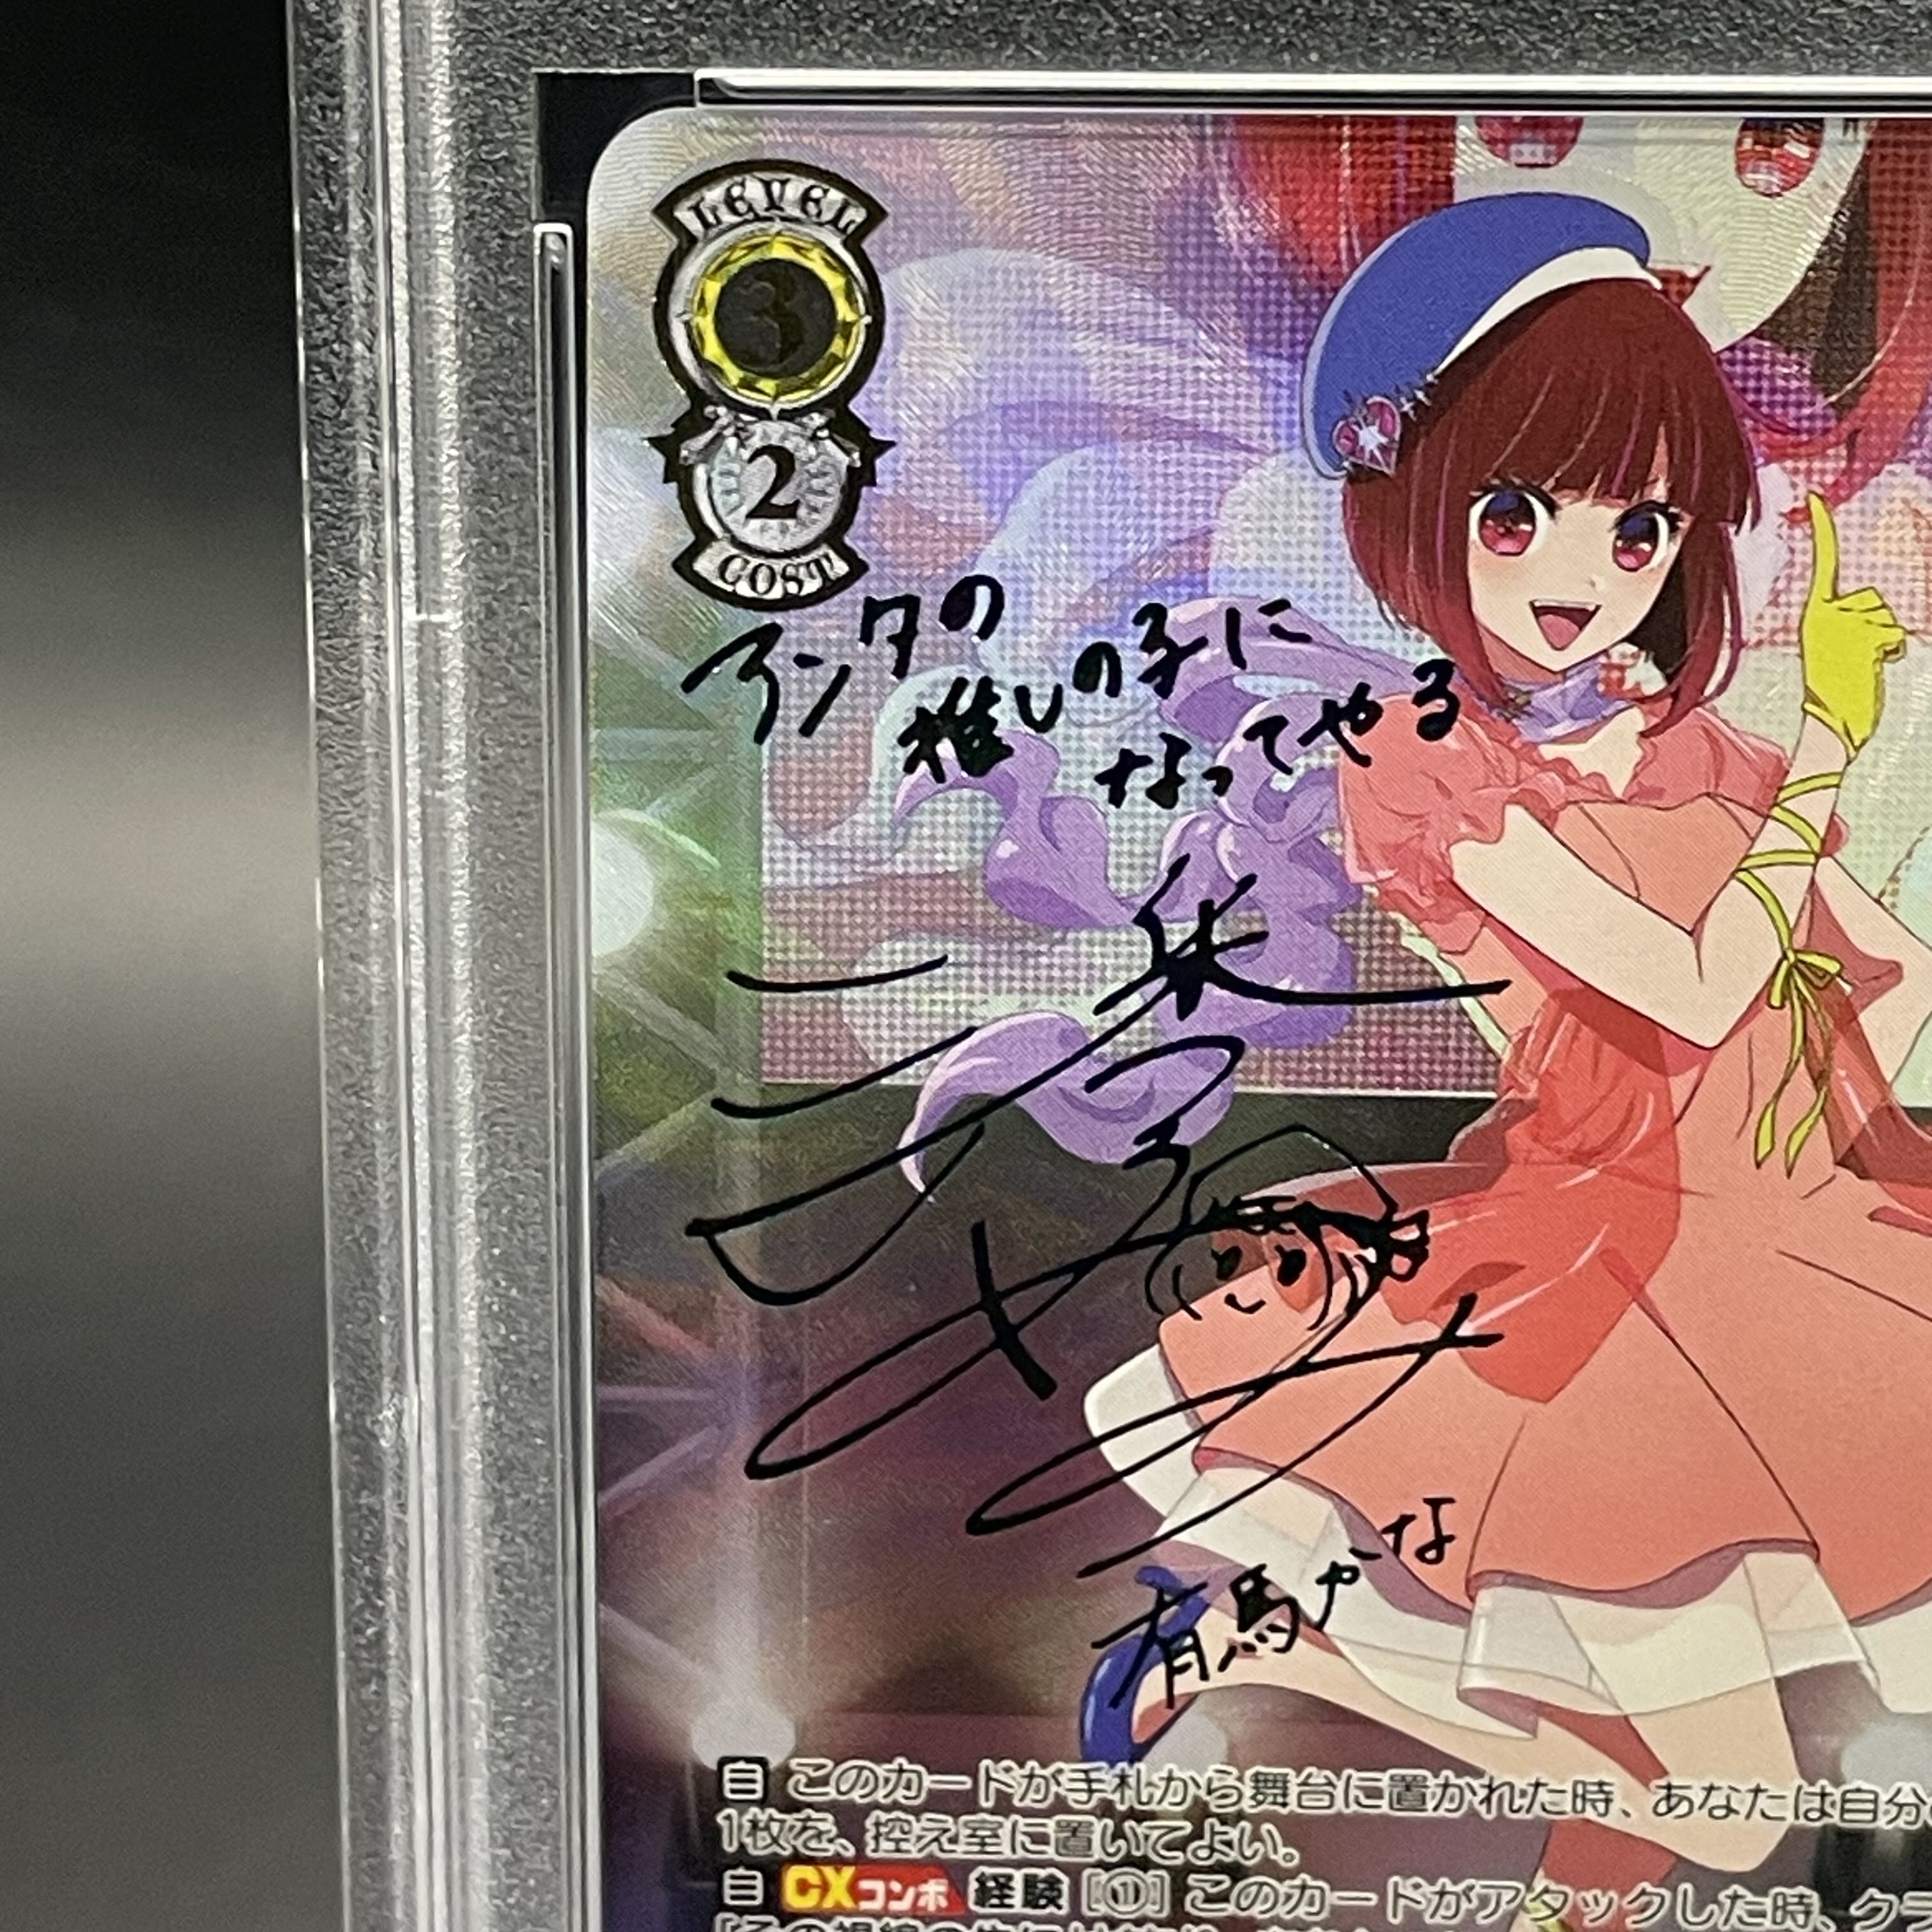 LEVEL
3
2
COST
アンタの
推しの子に
なってやる
有馬かな
自 このカードが手札から舞台に置かれた時、あなたは自分
1枚を、控え室に置いてよい。
自 CXコンボ 経験 [①] このカードがアタックした時、クラ